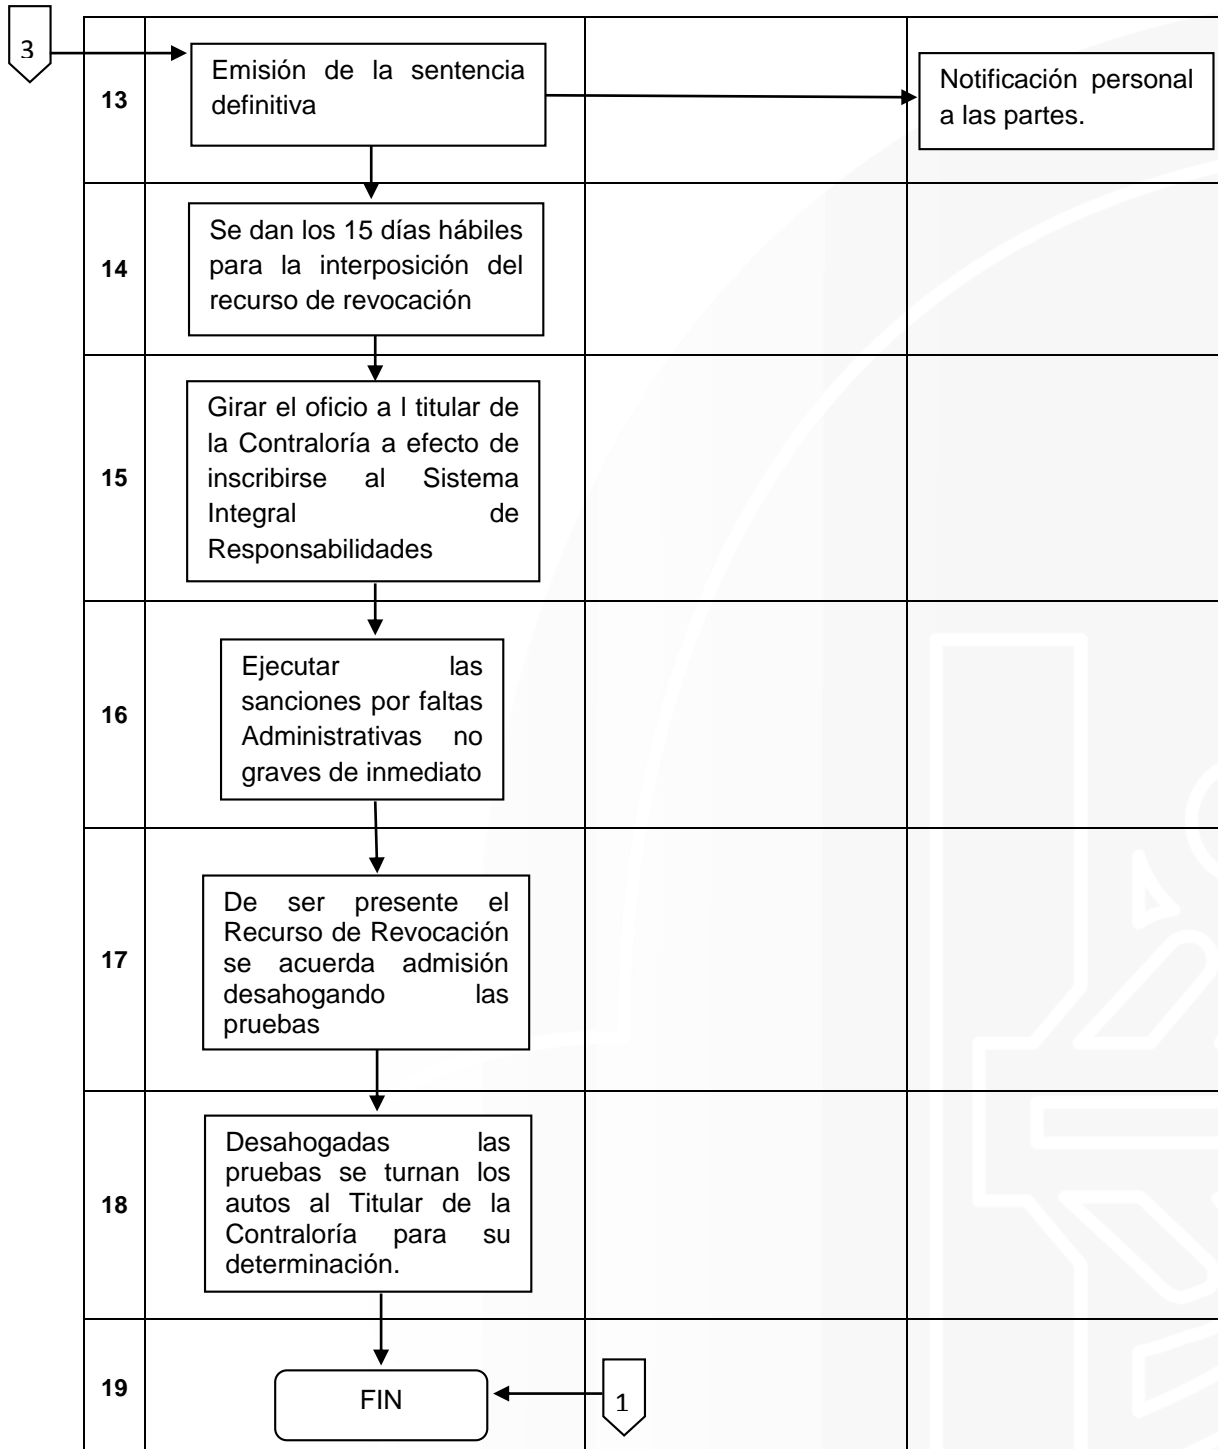 3
13
Emisión de la sentencia
definitiva
Notificación personal
a las partes.
14
Se dan los 15 días hábiles
para la interposición del
recurso de revocación
15
Girar el oficio a l titular de
la Contraloría a efecto de
inscribirse al Sistema
Integral de
Responsabilidades
16
Ejecutar las
sanciones por faltas
Administrativas no
graves de inmediato
17
De ser presente el
Recurso de Revocación
se acuerda admisión
desahogando las
pruebas
18
Desahogadas las
pruebas se turnan los
autos al Titular de la
Contraloría para su
determinación.
19
FIN
1